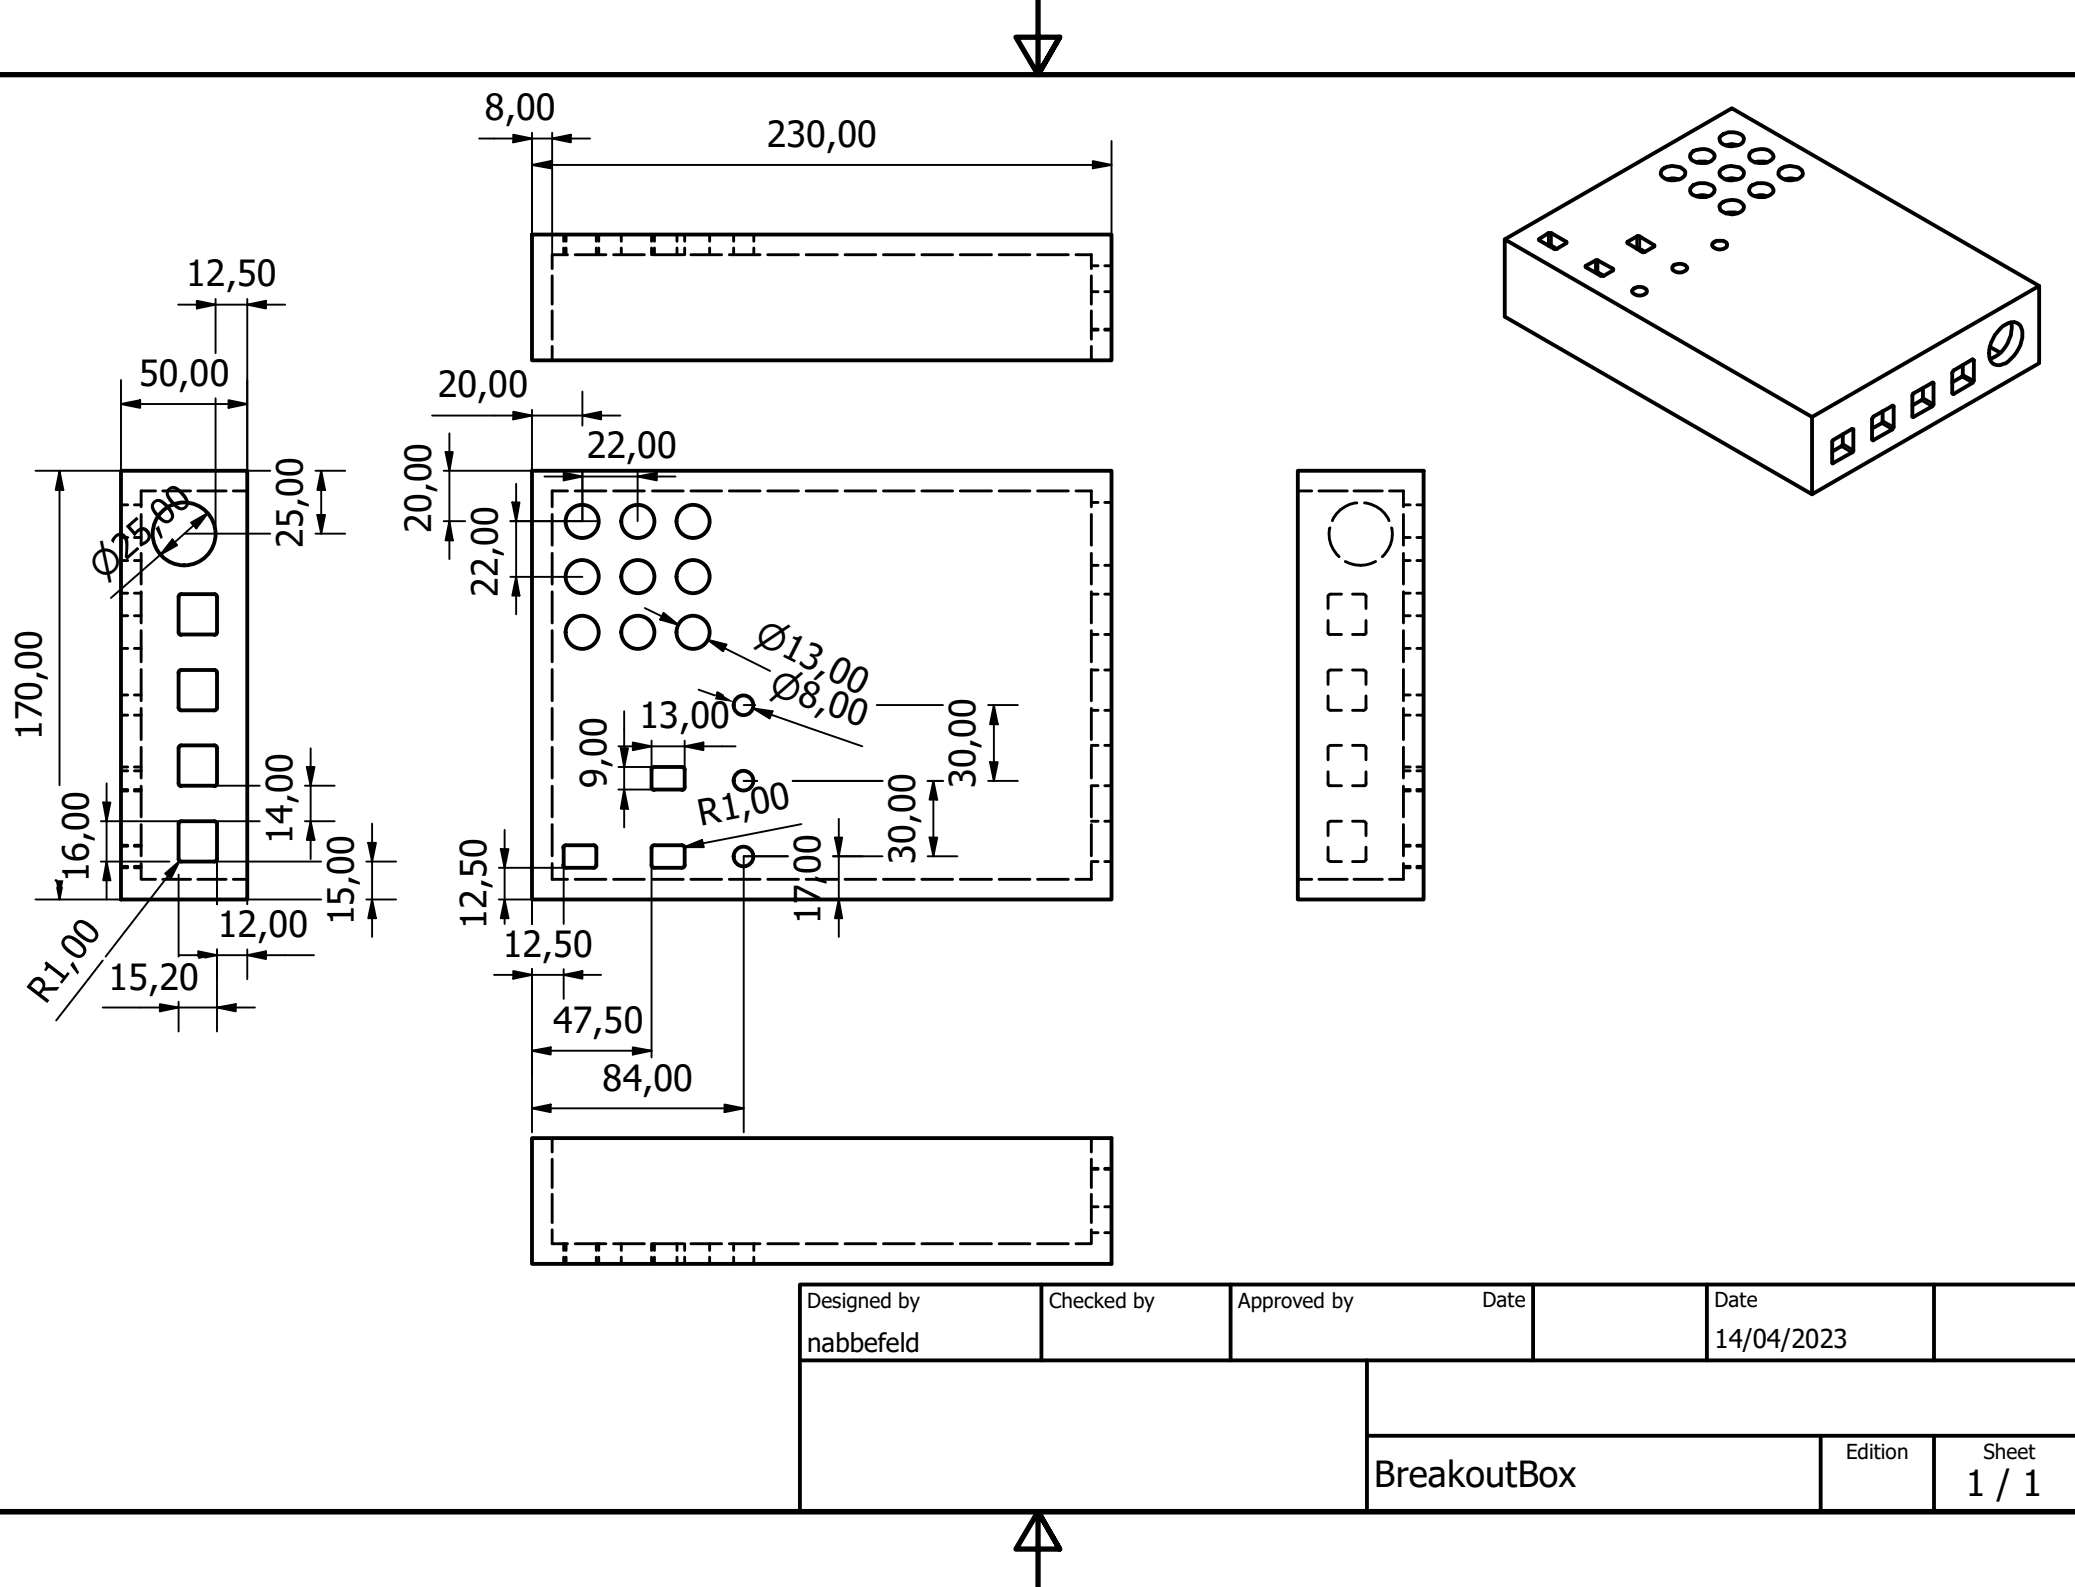 8,00
230,00
12,50
50,00
20,00
22,00
20,00
22,00
25,00
Ø25,00
170,00
Ø13,00
Ø8,00
13,00
9,00
30,00
R1,00
30,00
14,00
16,00
15,00
12,50
17,00
12,00
R1,00
15,20
12,50
47,50
84,00
Designed by
nabbefeld
Checked by
Approved by
Date
Date
14/04/2023
BreakoutBox
Edition
Sheet
1 / 1